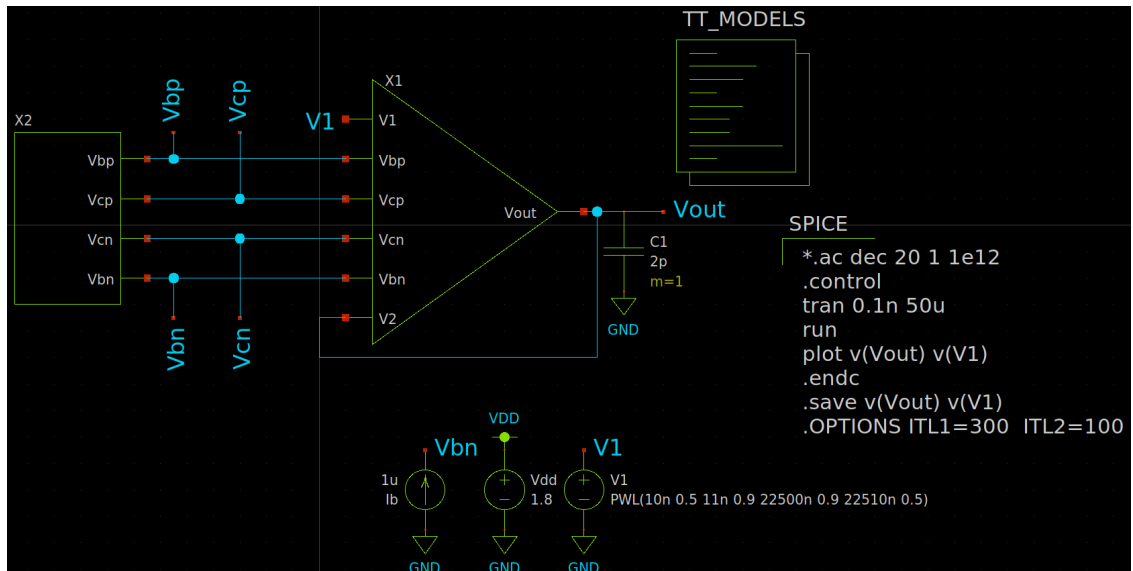 TT_MODELS
X1
X2
Vbp
Vcp
V1
V1
Vbp
Vbp
Vcp
Vcp
Vout
Vout
Vcn
Vcn
Vbn
Vbn
V2
Vbn
Vcn
C1
2p
m=1
GND
SPICE
*.ac dec 20 1 1e12
.control
tran 0.1n 50u
run
plot v(Vout) v(V1)
.endc
.save v(Vout) v(V1)
.OPTIONS ITL1=300 ITL2=100
VDD
Vbn
V1
1u
Ib
Vdd
1.8
V1
PWL(10n 0.5 11n 0.9 22500n 0.9 22510n 0.5)
GND
GND
GND